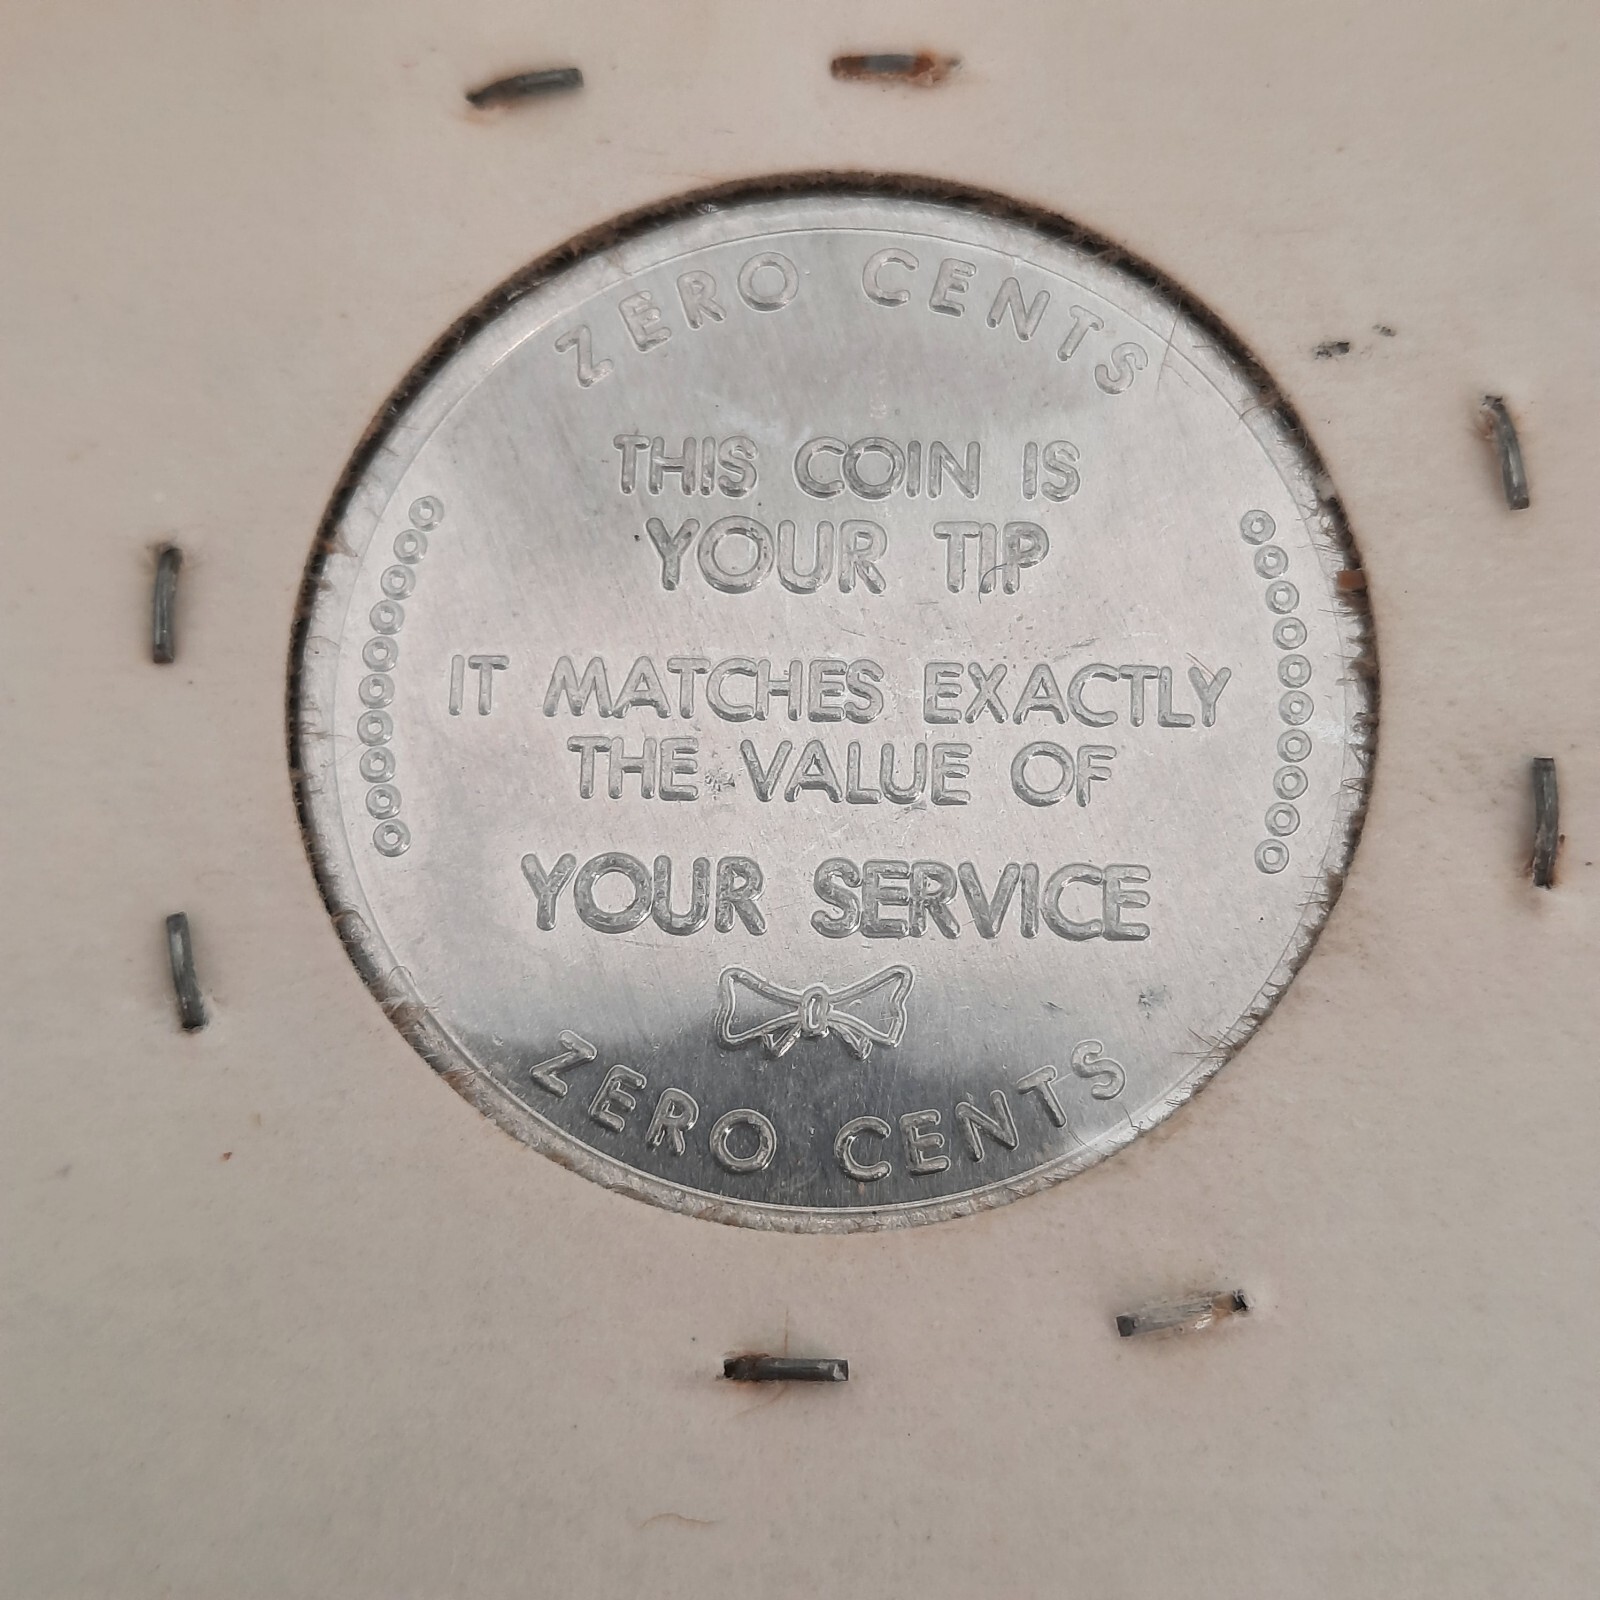 ZERO CENTS
THIS COIN IS
YOUR TIP
IT MATCHES EXACTLY
THE VALUE OF
YOUR SERVICE
ZERO CENTS